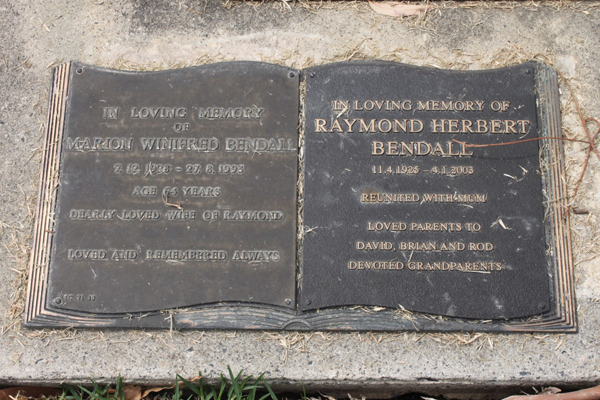 IN LOVING MEMORY
OF
MARION WINIFRED BENDALL
AGE 64 YEARS
DEARLY LOVED WIFE OF RAYMOND
LOVED AND REMEMBERED ALWAYS
IN LOVING MEMORY OF
RAYMOND HERBERT
BENDALL
11.4.1925 – 4.1.2003
REUNITED WITH MUM
LOVED PARENTS TO
DAVID, BRIAN AND ROD
DEVOTED GRANDPARENTS